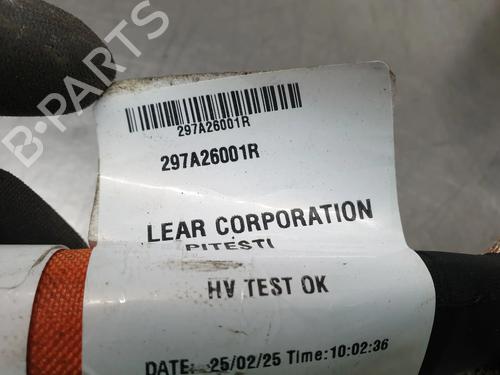 B-PARTS
297A26001R
297A26001R
LEAR CORPORATION
PITESTI
HV TEST OK
DATE: 25/02/25 Time:10:02:36